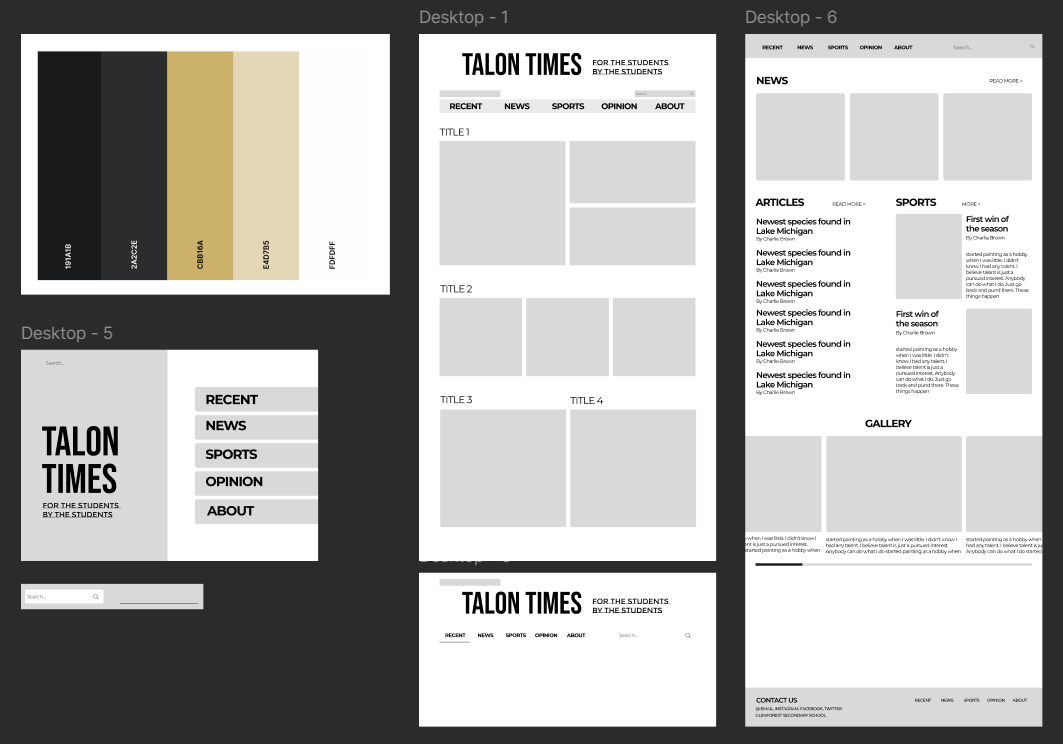 Desktop - 1
Desktop - 6
191A1B
2A2C2E
CBB16A
E4D7B5
FDFDFF
Desktop - 5
Search...
TALON
TIMES
FOR THE STUDENTS
BY THE STUDENTS
RECENT
NEWS
SPORTS
OPINION
ABOUT
Search...
TALON TIMES
FOR THE STUDENTS
BY THE STUDENTS
Search...
RECENT NEWS SPORTS OPINION ABOUT
TITLE 1
TITLE 2
TITLE 3 TITLE 4
TALON TIMES
FOR THE STUDENTS
BY THE STUDENTS
RECENT NEWS SPORTS OPINION ABOUT Search...
RECENT NEWS SPORTS OPINION ABOUT Search...
NEWS READ MORE >
ARTICLES READ MORE >
Newest species found in
Lake Michigan
By Charlie Brown
Newest species found in
Lake Michigan
By Charlie Brown
Newest species found in
Lake Michigan
By Charlie Brown
Newest species found in
Lake Michigan
By Charlie Brown
Newest species found in
Lake Michigan
By Charlie Brown
Newest species found in
Lake Michigan
By Charlie Brown
SPORTS MORE >
First win of
the season
By Charlie Brown
started painting as a hobby
when I was little. I didn't
know I had any talent. I
believe talent is just a
pursued interest. Anybody
can do what I do. Just go
back and pund there. These
things happen
First win of
the season
By Charlie Brown
started painting as a hobby
when I was little. I didn't
know I had any talent. I
believe talent is just a
pursued interest. Anybody
can do what I do. Just go
back and pund there. These
things happen
GALLERY
when I was little. I didn't know I
ent is just a pursued interest.
started painting as a hobby when
started painting as a hobby when I was little. I didn't know I
had any talent. I believe talent is just a pursued interest.
Anybody can do what I do started painting as a hobby when
started painting as a hobby when
had any talent. I believe talent is ju
Anybody can do what I do started
CONTACT US
@ EMAIL, INSTAGRAM, FACEBOOK, TWITTER
GLENFOREST SECONDARY SCHOOL
RECENT NEWS SPORTS OPINION ABOUT